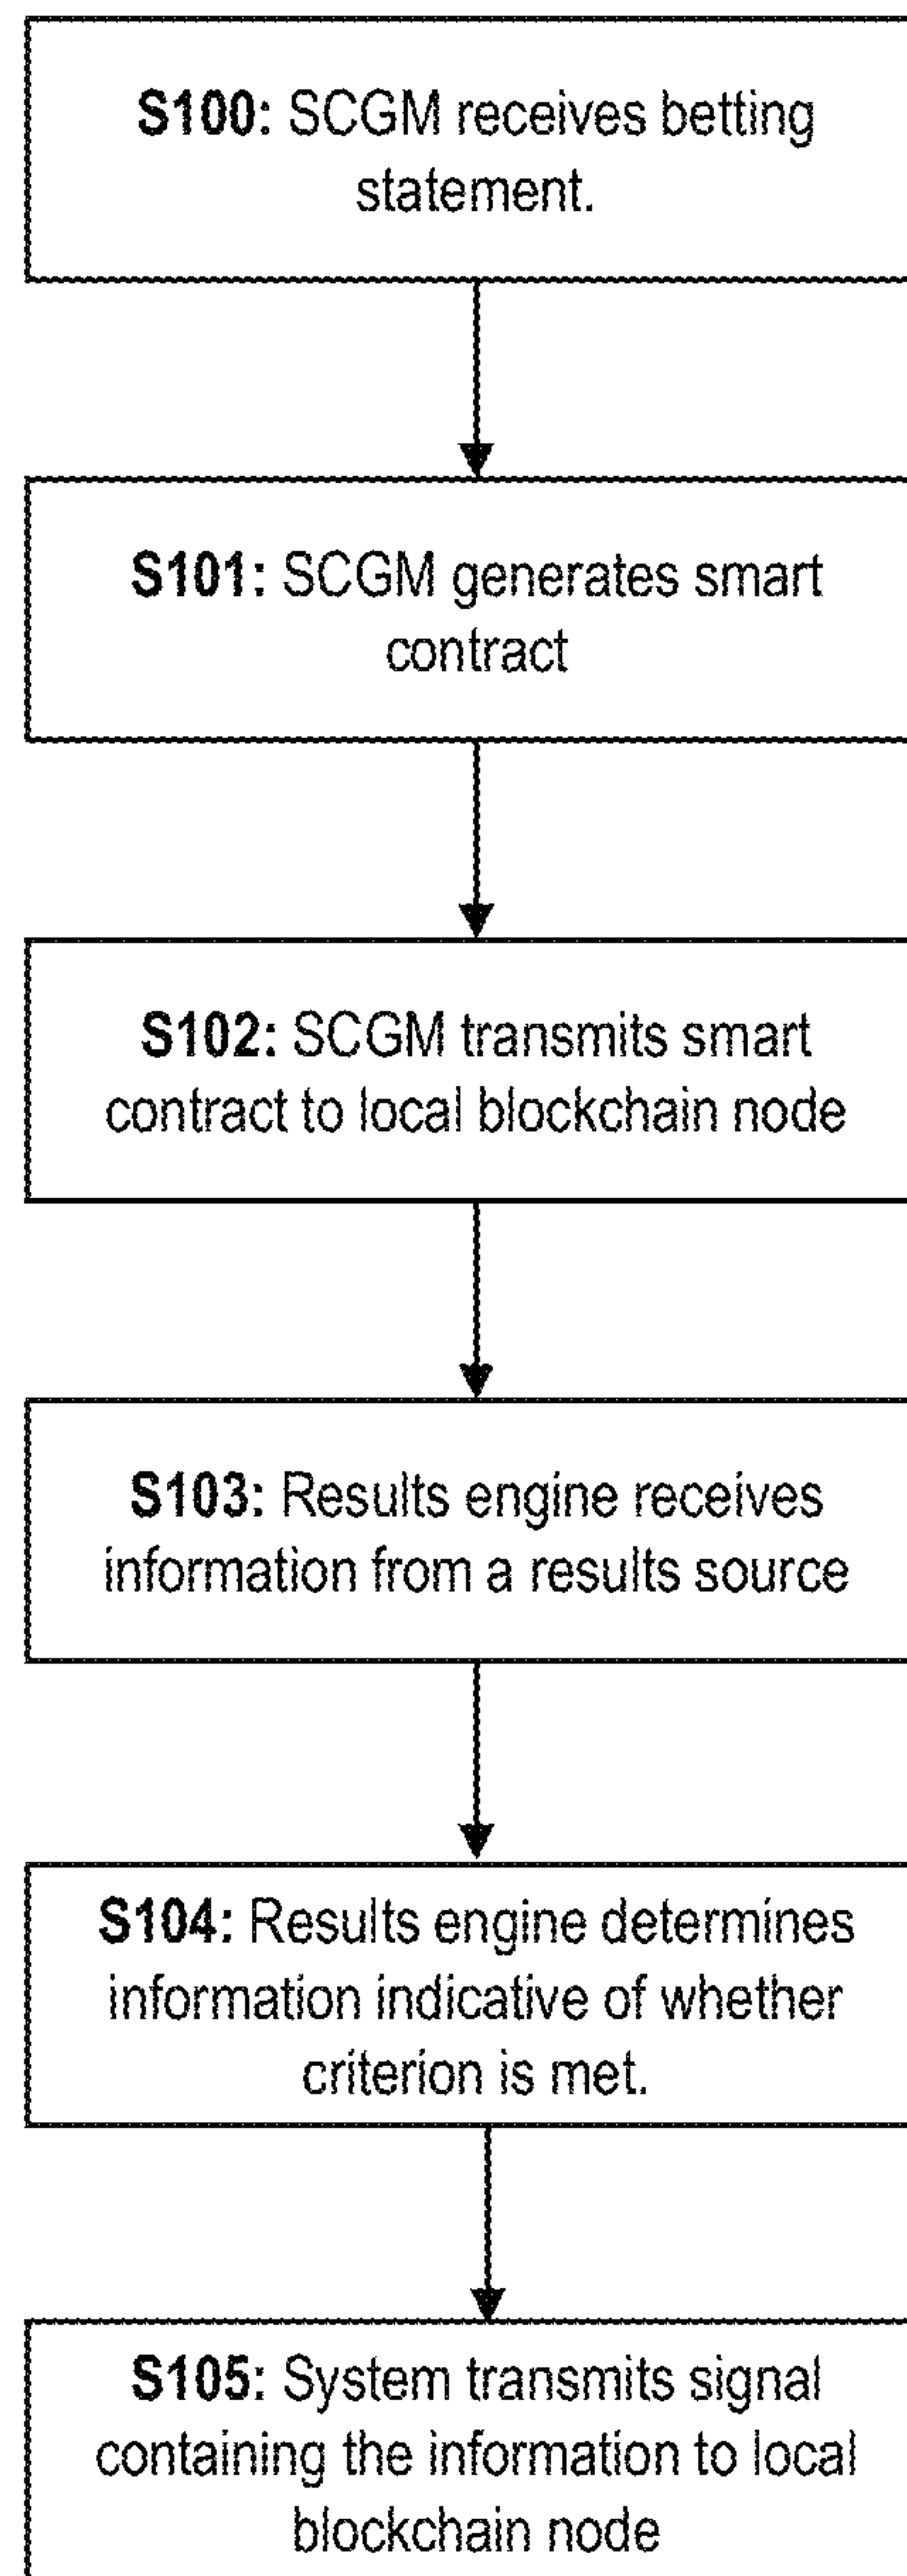 S100: SCGM receives betting
statement.
S101: SCGM generates smart
contract
S102: SCGM transmits smart
contract to local blockchain node
S103: Results engine receives
information from a results source
S104: Results engine determines
information indicative of whether
criterion is met.
S105: System transmits signal
containing the information to local
blockchain node